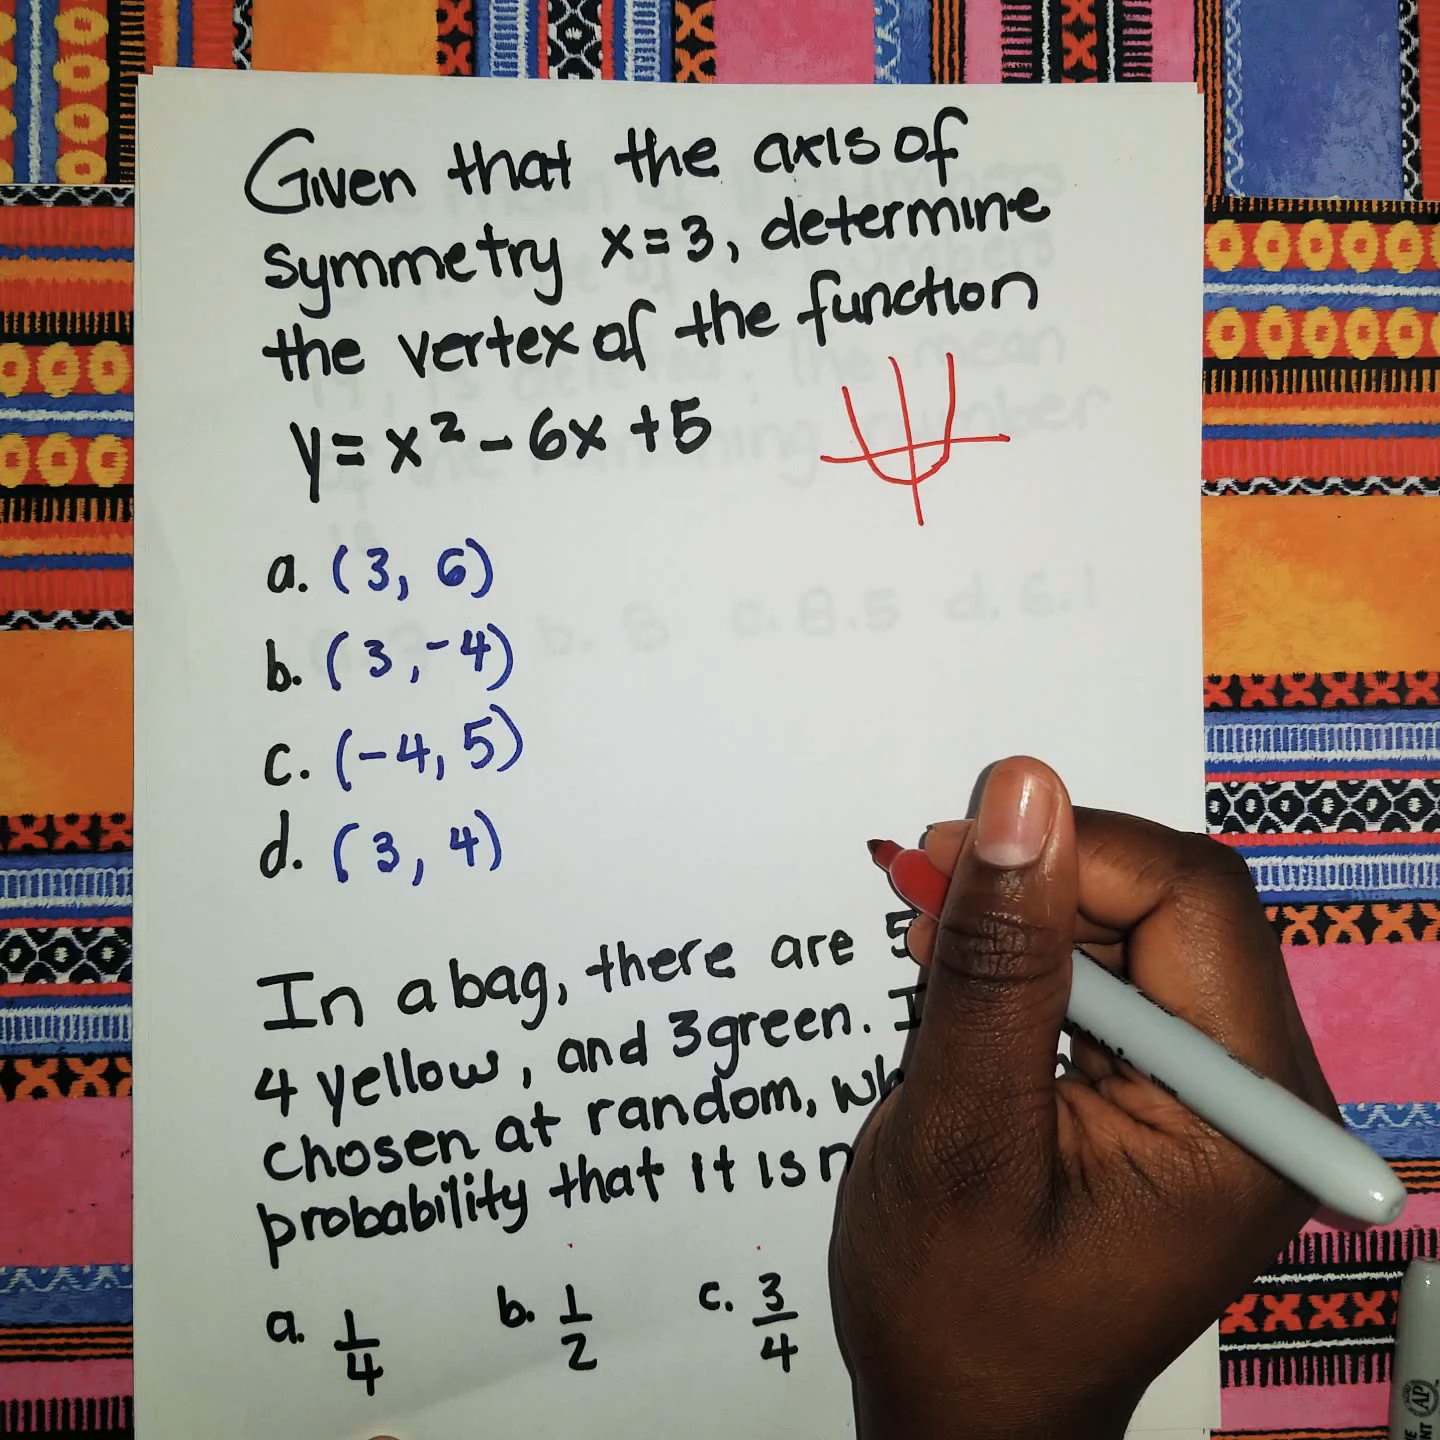 Given that the axis of
symmetry x=3, determine
the vertex of the function
y = x² - 6x + 5
a. (3, 6)
b. (3, -4)
c. (-4, 5)
d. (3, 4)
In a bag, there are 5
4 yellow, and 3 green.
chosen at random,
probability that it is
a. 1/4 b. 1/2 c. 3/4
AP